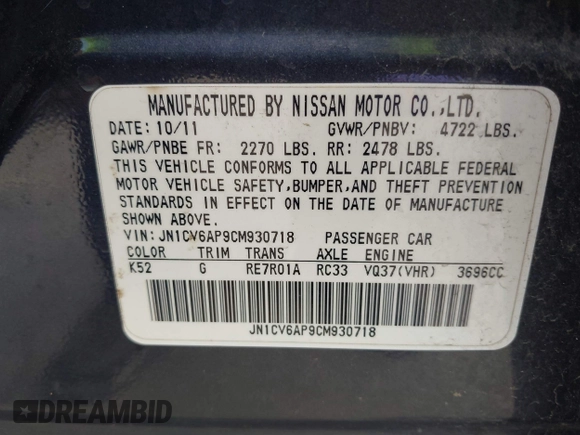 MANUFACTURED BY NISSAN MOTOR CO.,LTD.
DATE: 10/11 GVWR/PNBV: 4722 LBS.
GAWR/PNBE FR: 2270 LBS. RR: 2478 LBS.
THIS VEHICLE CONFORMS TO ALL APPLICABLE FEDERAL
MOTOR VEHICLE SAFETY,BUMPER,AND THEFT PREVENTION
STANDARDS IN EFFECT ON THE DATE OF MANUFACTURE
SHOWN ABOVE.
VIN: JN1CV6AP9CM930718 PASSENGER CAR
COLOR TRIM TRANS AXLE ENGINE
K52 G RE7R01A RC33 VQ37(VHR) 3696CC
JN1CV6AP9CM930718
DREAMBID